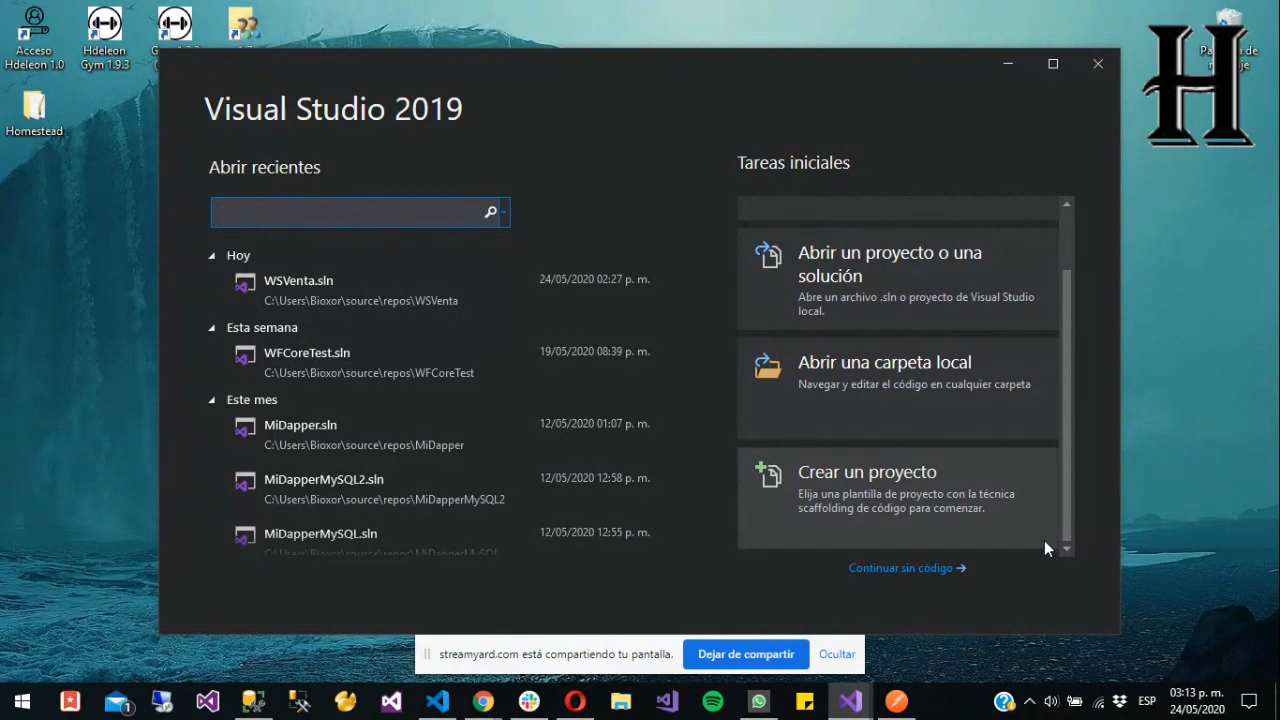 Acceso
Hdeleon 1.0
Hdeleon
Gym 1.9.3
Homestead
H
Visual Studio 2019
Abrir recientes
Hoy
WSVenta.sln
24/05/2020 02:27 p. m.
C:\Users\Bioxor\source\repos\WSVenta
Esta semana
WFCoreTest.sln
19/05/2020 08:39 p. m.
C:\Users\Bioxor\source\repos\WFCoreTest
Este mes
MiDapper.sln
12/05/2020 01:07 p. m.
C:\Users\Bioxor\source\repos\MiDapper
MiDapperMySQL2.sln
12/05/2020 12:58 p. m.
C:\Users\Bioxor\source\repos\MiDapperMySQL2
MiDapperMySQL.sln
12/05/2020 12:55 p. m.
C:\Users\Bioxor\source\repos\MiDapperMySQL
Tareas iniciales
Abrir un proyecto o una
solución
Abre un archivo .sln o proyecto de Visual Studio
local.
Abrir una carpeta local
Navegar y editar el código en cualquier carpeta
Crear un proyecto
Elija una plantilla de proyecto con la técnica
scaffolding de código para comenzar.
Continuar sin código →
streamyard.com está compartiendo tu pantalla.
Dejar de compartir
Ocultar
1
ESP
03:13 p. m.
24/05/2020